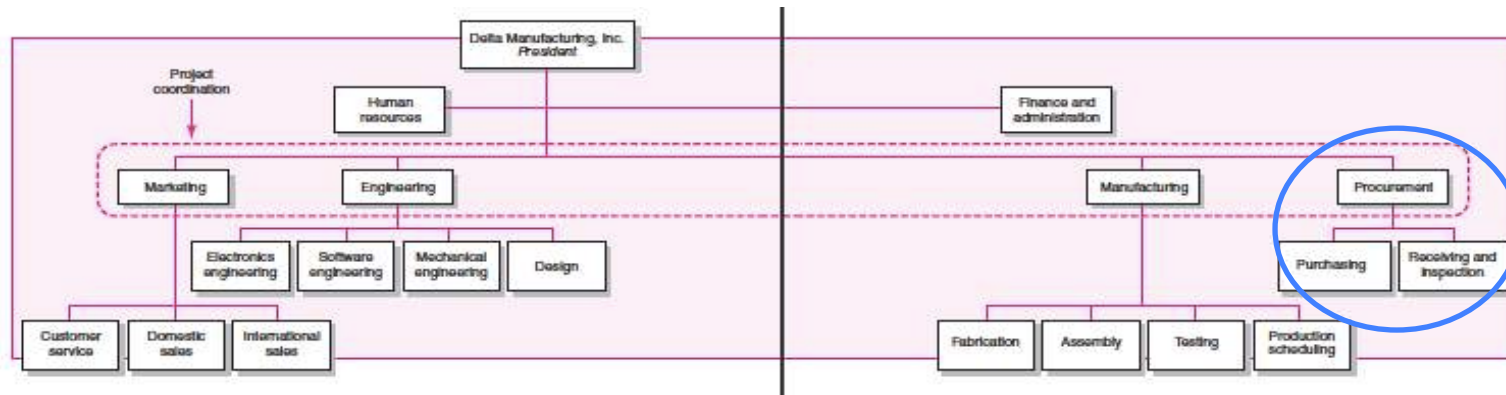 Delta Manufacturing, Inc.
President
Project
coordination
Human
resources
Finance and
administration
Marketing
Engineering
Manufacturing
Procurement
Electronics
engineering
Software
engineering
Mechanical
engineering
Design
Purchasing
Receiving and
inspection
Customer
service
Domestic
sales
International
sales
Fabrication
Assembly
Testing
Production
scheduling